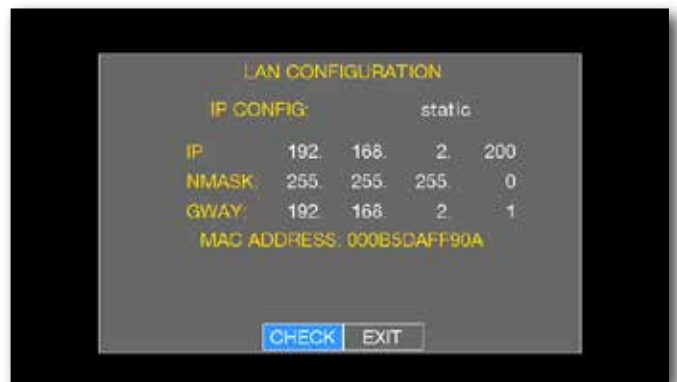 LAN CONFIGURATION
IP CONFIG: static
IP 192. 168. 2. 200
NMASK: 255. 255. 255. 0
GWAY: 192. 168. 2. 1
MAC ADDRESS: 000B5DAFF90A
CHECK EXIT